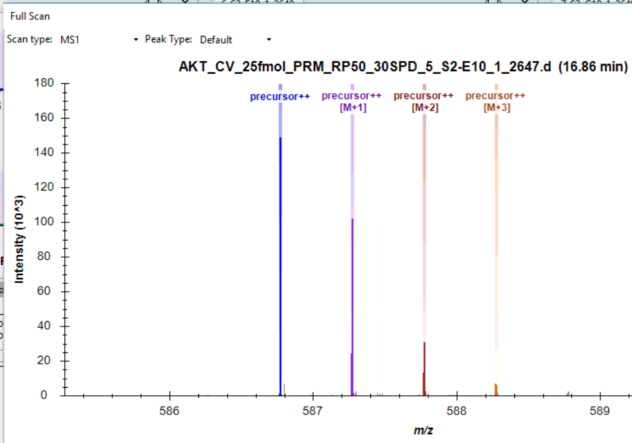 Full Scan
Scan type: MS1 Peak Type: Default
AKT_CV_25fmol_PRM_RP50_30SPD_5_S2-E10_1_2647.d (16.86 min)
180
precursor++ precursor++ precursor++ precursor++
[M+1] [M+2] [M+3]
160
140
120
100
80
60
40
20
0
Intensity (10^3)
586 587 588 589
m/z